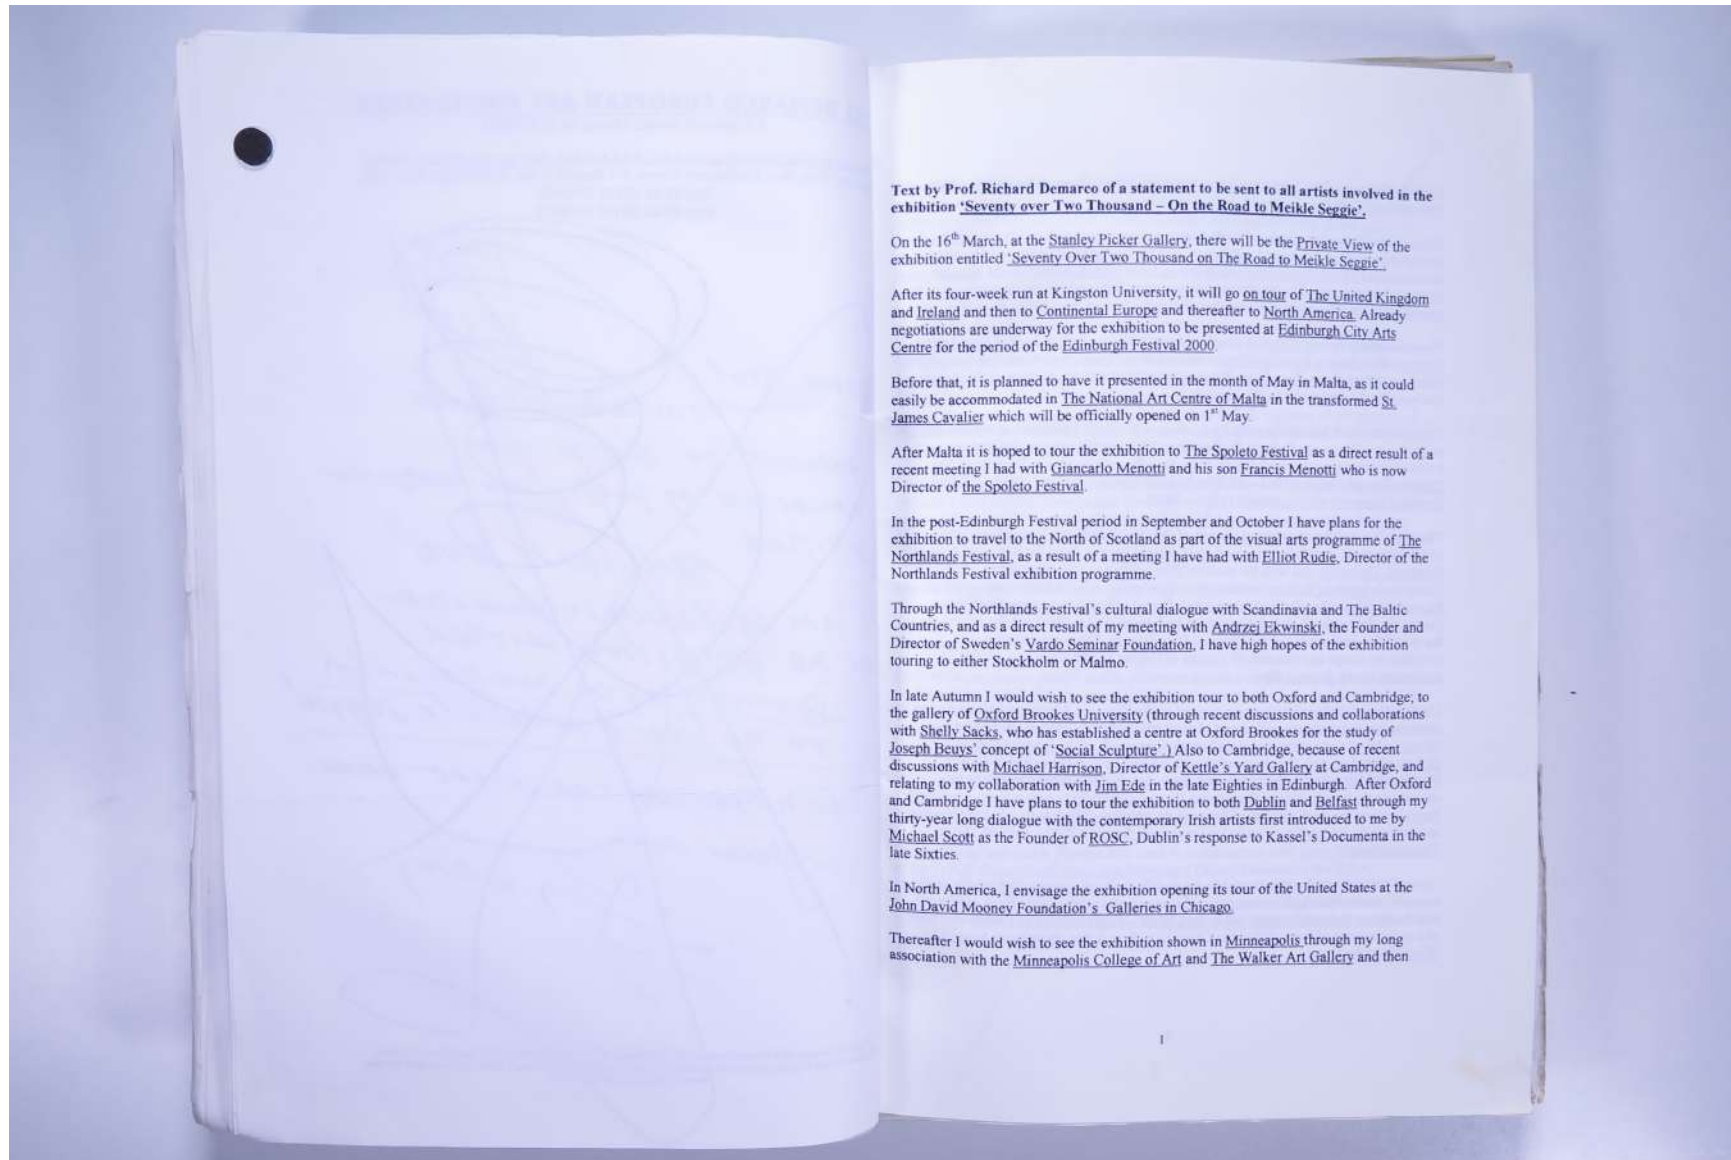 Text by Prof. Richard Demarco of a statement to be sent to all artists involved in the
exhibition ‘Seventy over Two Thousand – On the Road to Meikle Seggie’.
On the 16th March, at the Stanley Picker Gallery, there will be the Private View of the
exhibition entitled ‘Seventy Over Two Thousand on The Road to Meikle Seggie’.
After its four-week run at Kingston University, it will go on tour of The United Kingdom
and Ireland and then to Continental Europe and thereafter to North America. Already
negotiations are underway for the exhibition to be presented at Edinburgh City Arts
Centre for the period of the Edinburgh Festival 2000.
Before that, it is planned to have it presented in the month of May in Malta, as it could
easily be accommodated in The National Art Centre of Malta in the transformed St.
James Cavalier which will be officially opened on 1st May.
After Malta it is hoped to tour the exhibition to The Spoleto Festival as a direct result of a
recent meeting I had with Giancarlo Menotti and his son Francis Menotti who is now
Director of the Spoleto Festival.
In the post-Edinburgh Festival period in September and October I have plans for the
exhibition to travel to the North of Scotland as part of the visual arts programme of The
Northlands Festival, as a result of a meeting I have had with Elliot Rudie, Director of the
Northlands Festival exhibition programme.
Through the Northlands Festival’s cultural dialogue with Scandinavia and The Baltic
Countries, and as a direct result of my meeting with Andrzej Ekwinski, the Founder and
Director of Sweden’s Vardo Seminar Foundation, I have high hopes of the exhibition
touring to either Stockholm or Malmo.
In late Autumn I would wish to see the exhibition tour to both Oxford and Cambridge; to
the gallery of Oxford Brookes University (through recent discussions and collaborations
with Shelly Sacks, who has established a centre at Oxford Brookes for the study of
Joseph Beuys’ concept of ‘Social Sculpture’.) Also to Cambridge, because of recent
discussions with Michael Harrison, Director of Kettle’s Yard Gallery at Cambridge, and
relating to my collaboration with Jim Ede in the late Eighties in Edinburgh. After Oxford
and Cambridge I have plans to tour the exhibition to both Dublin and Belfast through my
thirty-year long dialogue with the contemporary Irish artists first introduced to me by
Michael Scott as the Founder of ROSC, Dublin’s response to Kassel’s Documenta in the
late Sixties.
In North America, I envisage the exhibition opening its tour of the United States at the
John David Mooney Foundation’s Galleries in Chicago.
Thereafter I would wish to see the exhibition shown in Minneapolis through my long
association with the Minneapolis College of Art and The Walker Art Gallery and then
1